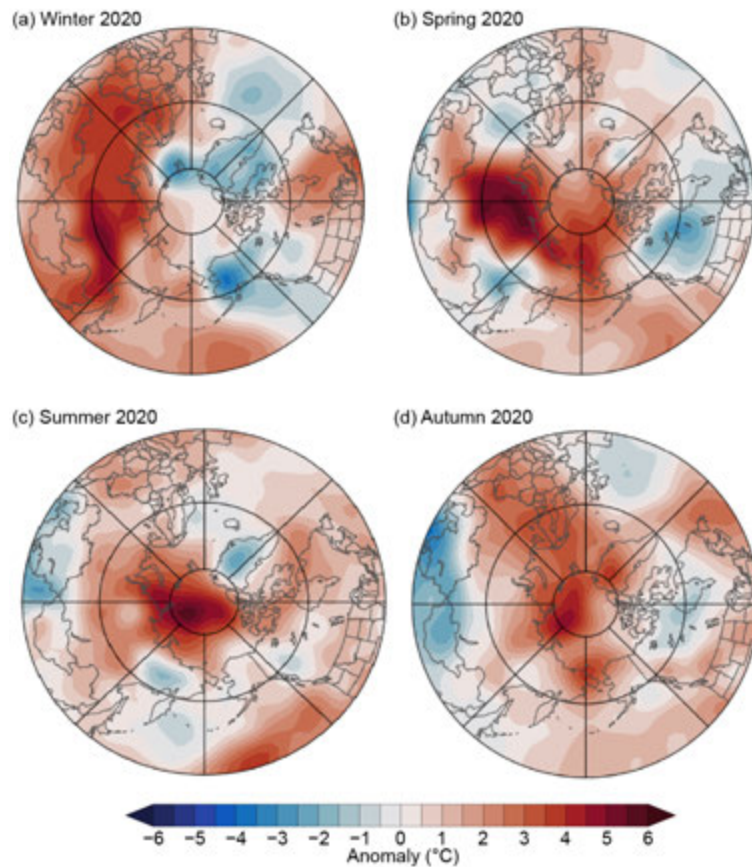 (a) Winter 2020
(b) Spring 2020
(c) Summer 2020
(d) Autumn 2020
−6 −5 −4 −3 −2 −1 0 1 2 3 4 5 6
Anomaly (°C)